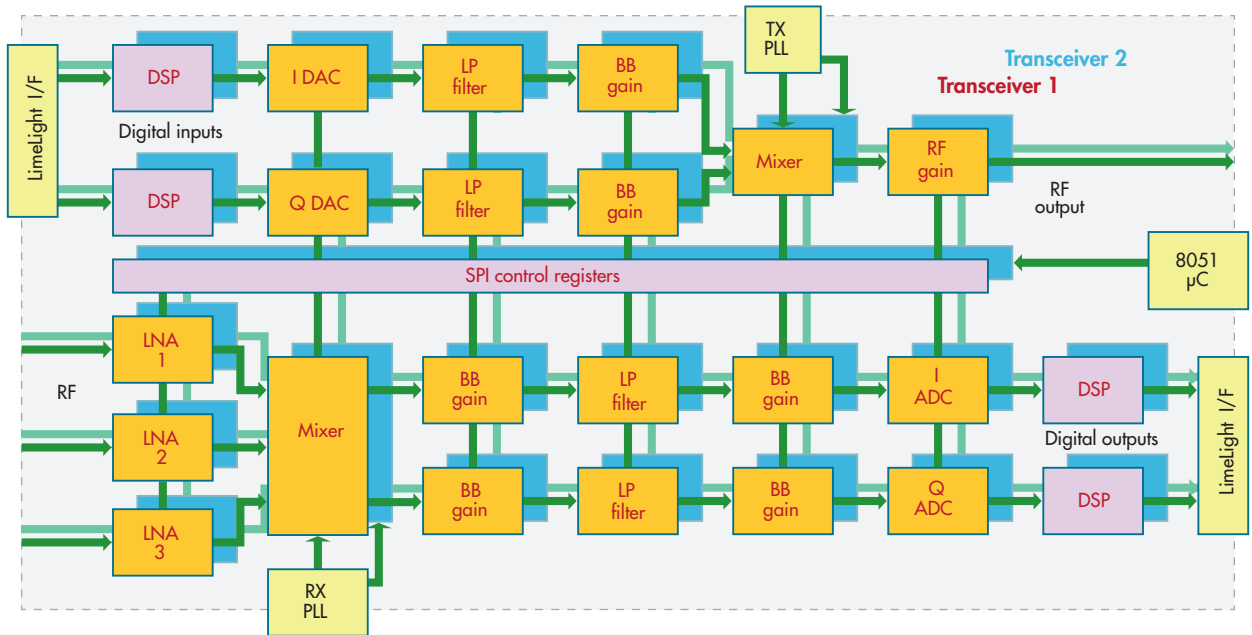 TX
PLL
Transceiver 2
Transceiver 1
LimeLight I/F
DSP
I DAC
LP
filter
BB
gain
Digital inputs
Mixer
RF
gain
DSP
Q DAC
LP
filter
BB
gain
RF
output
SPI control registers
8051
µC
LNA
1
RF
LNA
2
LNA
3
Mixer
BB
gain
LP
filter
BB
gain
I
ADC
DSP
Digital outputs
BB
gain
LP
filter
BB
gain
Q
ADC
DSP
LimeLight I/F
RX
PLL